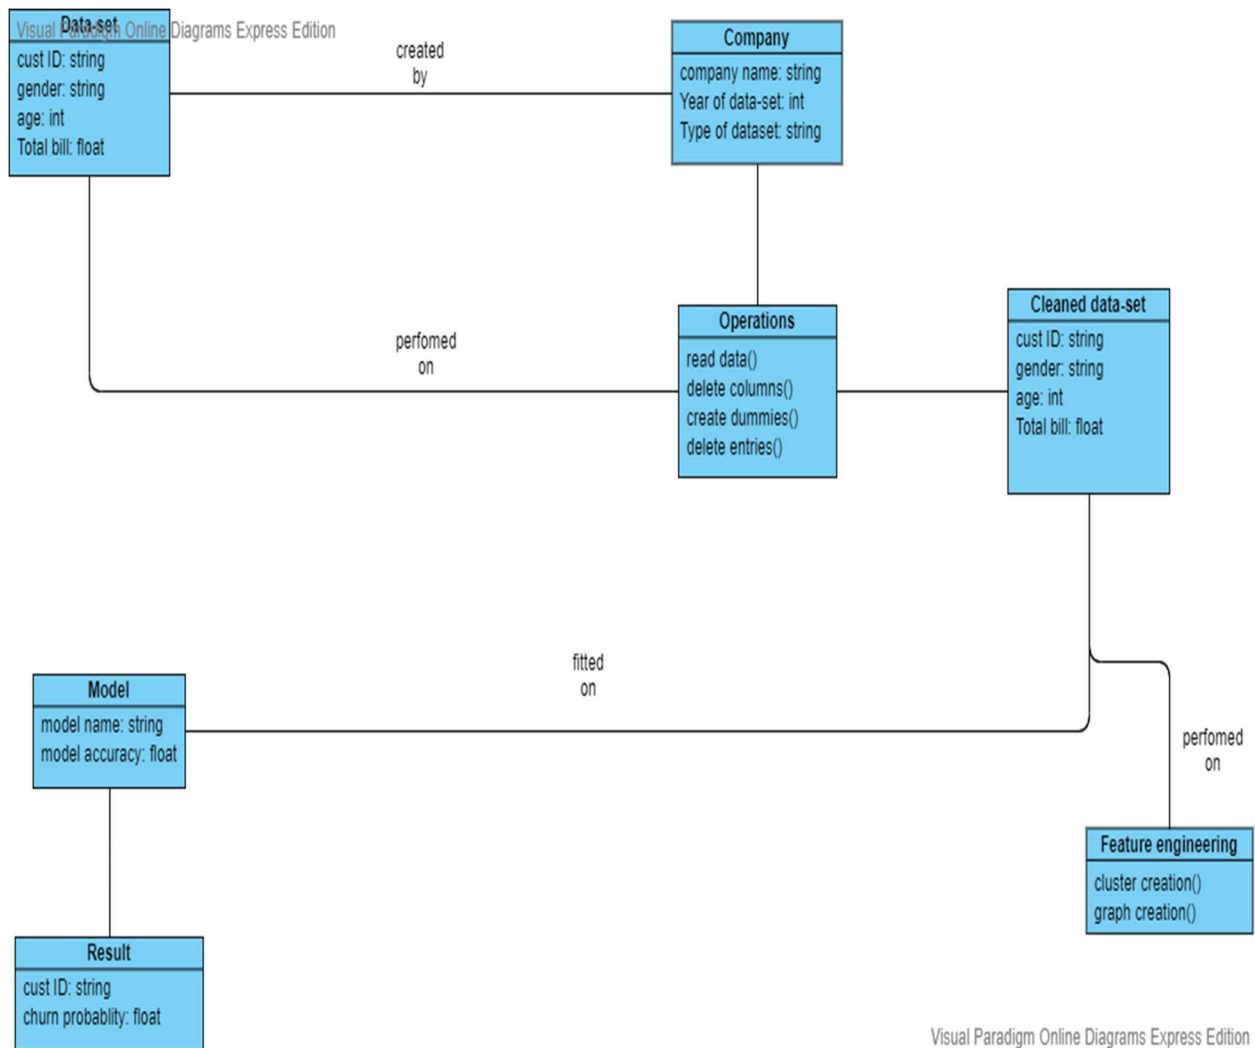 Visual Paradigm Online Diagrams Express Edition
Data-set
cust ID: string
gender: string
age: int
Total bill: float
created
by
Company
company name: string
Year of data-set: int
Type of dataset: string
perfomed
on
Operations
read data()
delete columns()
create dummies()
delete entries()
Cleaned data-set
cust ID: string
gender: string
age: int
Total bill: float
fitted
on
Model
model name: string
model accuracy: float
perfomed
on
Feature engineering
cluster creation()
graph creation()
Result
cust ID: string
churn probablity: float
Visual Paradigm Online Diagrams Express Edition